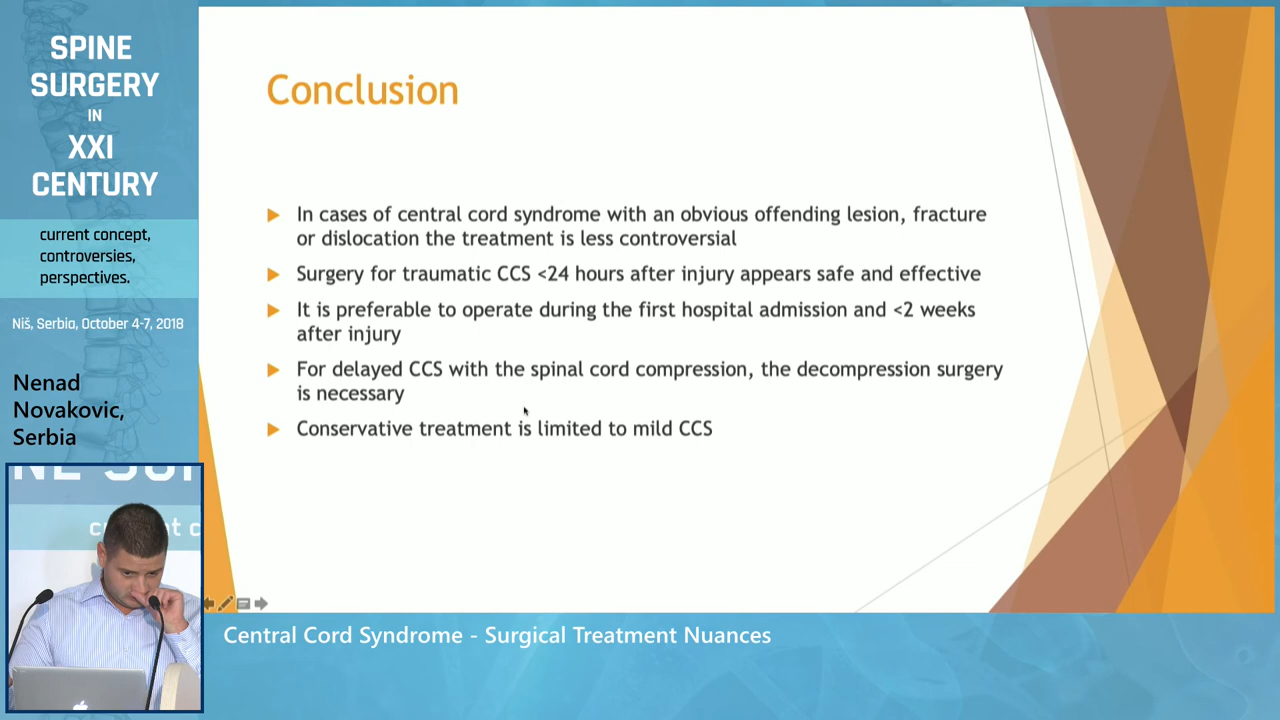 SPINE
SURGERY
IN
XXI
CENTURY
current concept,
controversies,
perspectives.
Niš, Serbia, October 4-7, 2018
Nenad
Novakovic,
Serbia
Conclusion
In cases of central cord syndrome with an obvious offending lesion, fracture
or dislocation the treatment is less controversial
Surgery for traumatic CCS <24 hours after injury appears safe and effective
It is preferable to operate during the first hospital admission and <2 weeks
after injury
For delayed CCS with the spinal cord compression, the decompression surgery
is necessary
Conservative treatment is limited to mild CCS
Central Cord Syndrome - Surgical Treatment Nuances